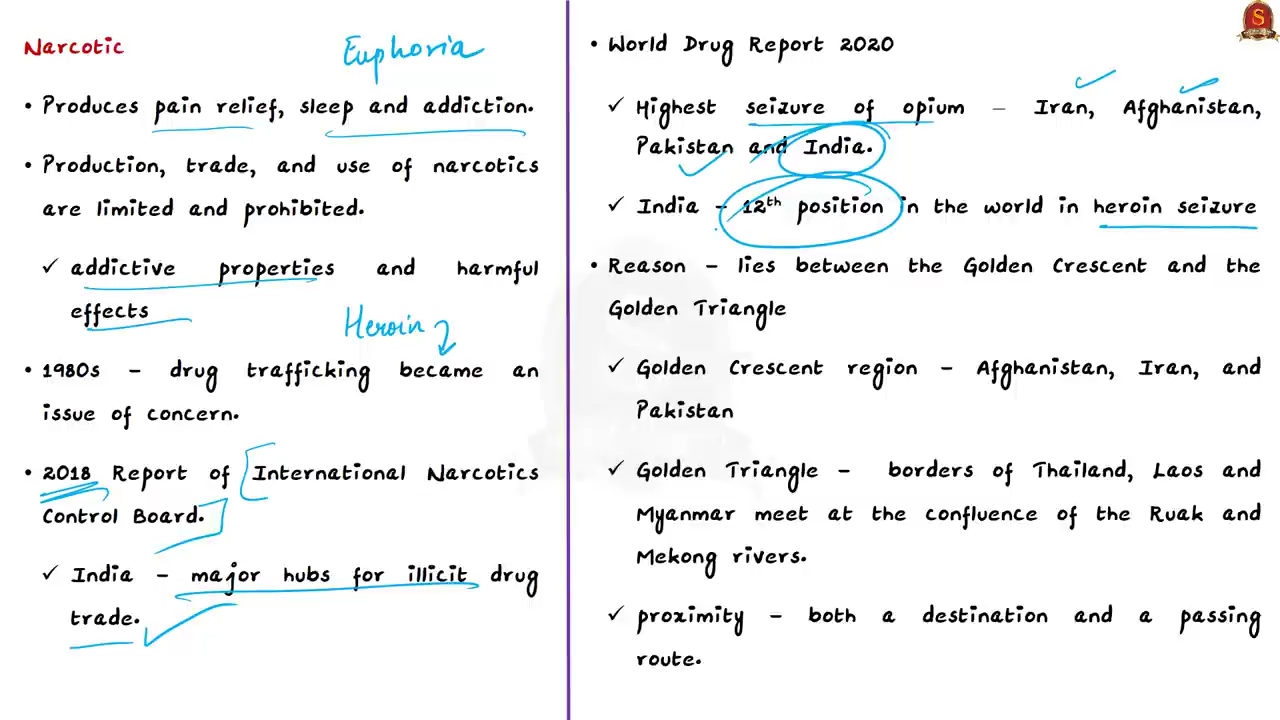 Narcotic
Euphoria
• Produces pain relief, sleep and addiction.
• Production, trade, and use of narcotics
are limited and prohibited.
✓ addictive properties and harmful
effects
Heroin
• 1980s – drug trafficking became an
issue of concern.
• 2018 Report of International Narcotics
Control Board.
✓ India – major hubs for illicit drug
trade.
• World Drug Report 2020
✓ Highest seizure of opium – Iran, Afghanistan,
Pakistan and India.
✓ India – 12th position in the world in heroin seizure
• Reason – lies between the Golden Crescent and the
Golden Triangle
✓ Golden Crescent region – Afghanistan, Iran, and
Pakistan
✓ Golden Triangle – borders of Thailand, Laos and
Myanmar meet at the confluence of the Ruak and
Mekong rivers.
✓ proximity – both a destination and a passing
route.
S